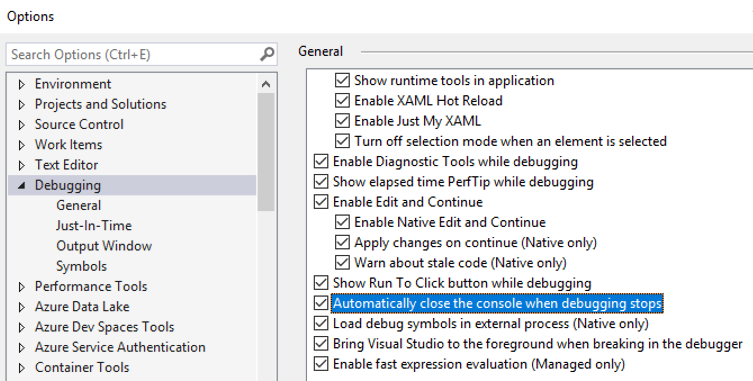 Options
Search Options (Ctrl+E)
Environment
Projects and Solutions
Source Control
Work Items
Text Editor
Debugging
General
Just-In-Time
Output Window
Symbols
Performance Tools
Azure Data Lake
Azure Dev Spaces Tools
Azure Service Authentication
Container Tools
General
Show runtime tools in application
Enable XAML Hot Reload
Enable Just My XAML
Turn off selection mode when an element is selected
Enable Diagnostic Tools while debugging
Show elapsed time PerfTip while debugging
Enable Edit and Continue
Enable Native Edit and Continue
Apply changes on continue (Native only)
Warn about stale code (Native only)
Show Run To Click button while debugging
Automatically close the console when debugging stops
Load debug symbols in external process (Native only)
Bring Visual Studio to the foreground when breaking in the debugger
Enable fast expression evaluation (Managed only)